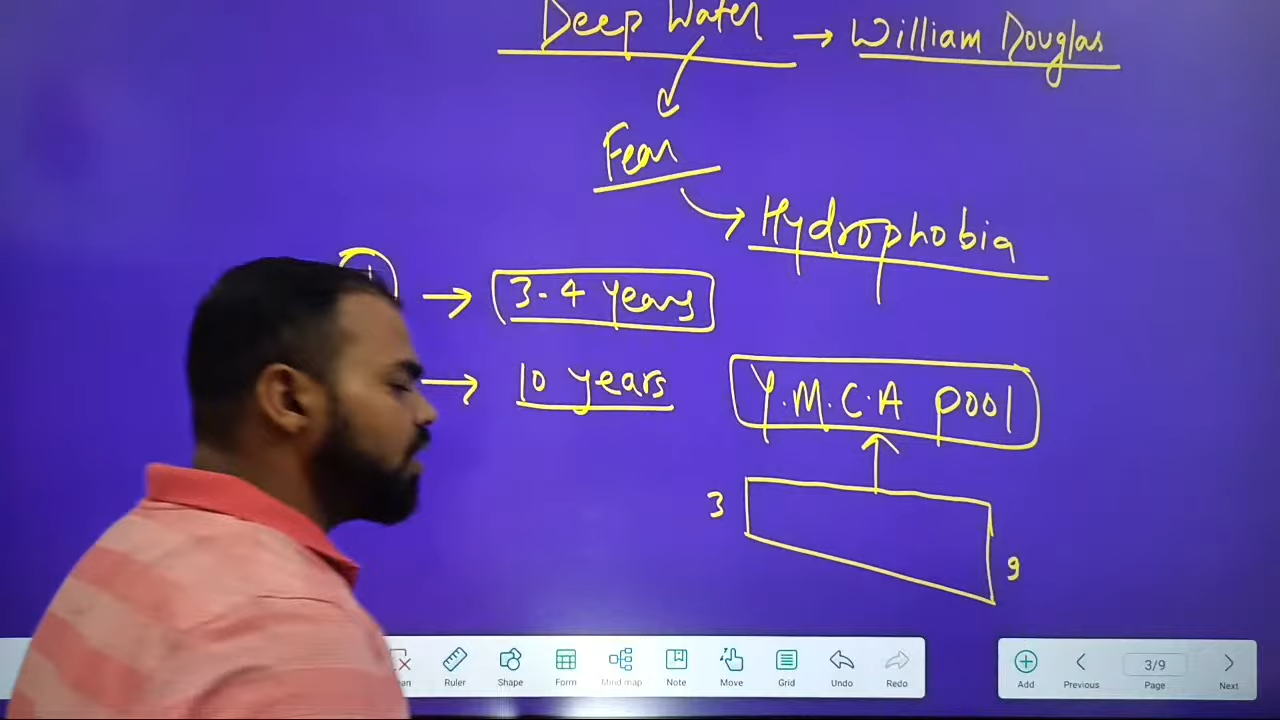 Deep Water → William Douglas
Fear
Hydrophobia
→ 3-4 years
→ 10 years
Y.M.C.A pool
3
9
Ruler
Shape
Form
Mind map
Note
Move
Grid
Undo
Redo
Add
Previous
3/9
Page
Next